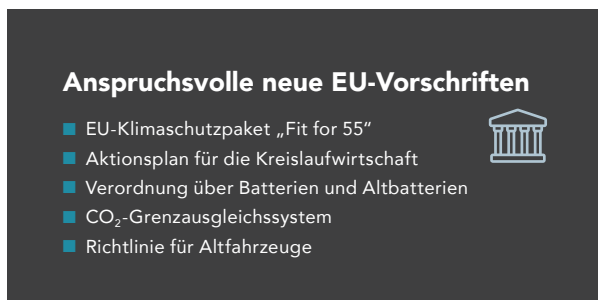 Anspruchsvolle neue EU-Vorschriften
EU-Klimaschutzpaket „Fit for 55“
Aktionsplan für die Kreislaufwirtschaft
Verordnung über Batterien und Altbatterien
CO₂-Grenzausgleichssystem
Richtlinie für Altfahrzeuge